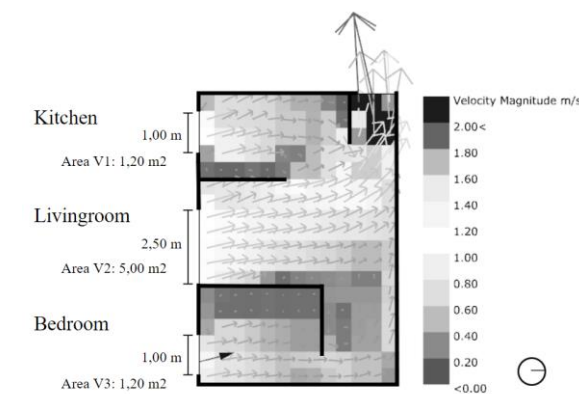 Kitchen
1,00 m
Area V1: 1,20 m2
Livingroom
2,50 m
Area V2: 5,00 m2
Bedroom
1,00 m
Area V3: 1,20 m2
Velocity Magnitude m/s
2.00<
1.80
1.60
1.40
1.20
1.00
0.80
0.60
0.40
0.20
<0.00